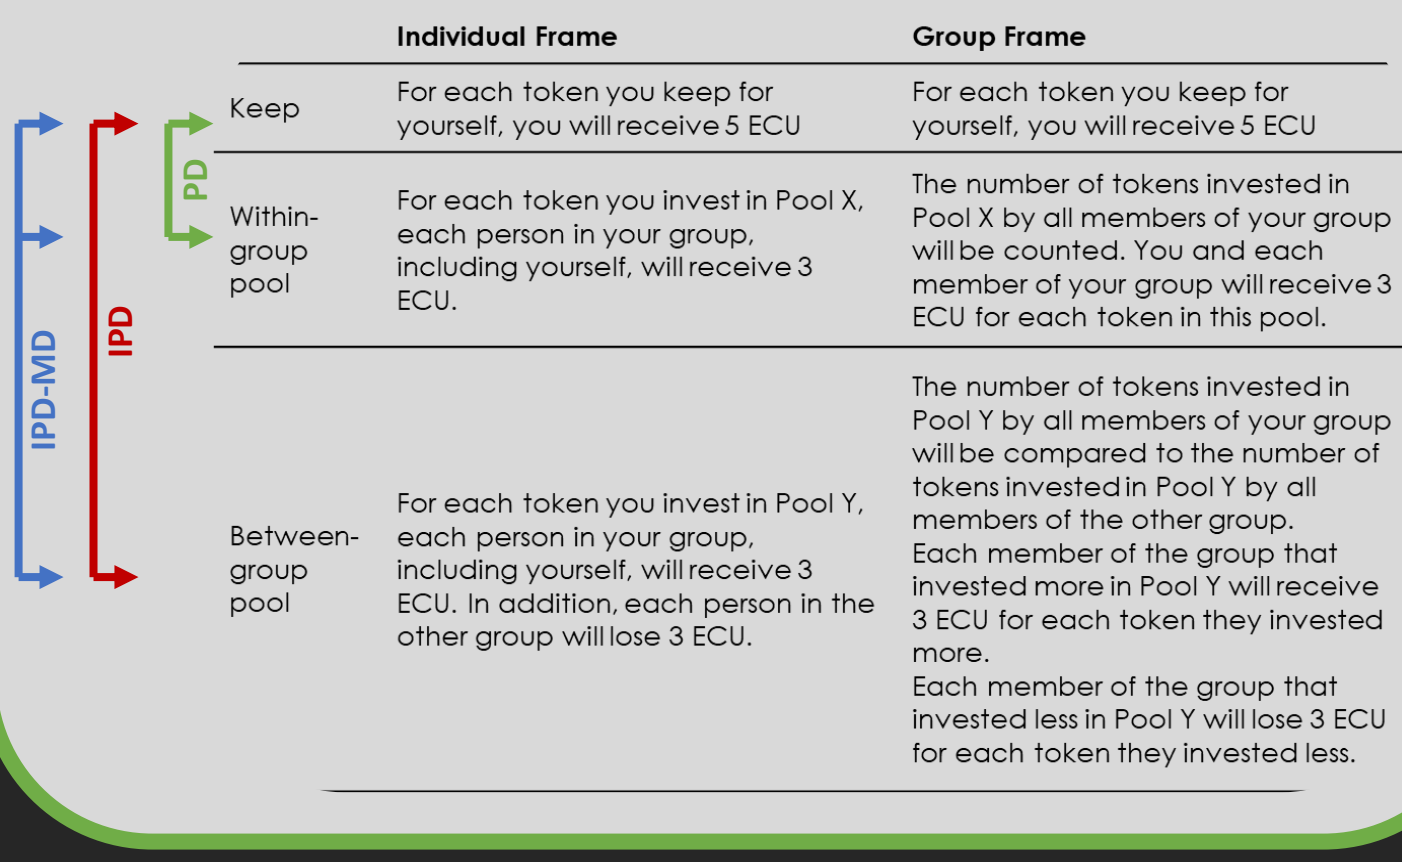 Individual Frame
Group Frame
Keep
For each token you keep for
yourself, you will receive 5 ECU
For each token you keep for
yourself, you will receive 5 ECU
Within-
group
pool
For each token you invest in Pool X,
each person in your group,
including yourself, will receive 3
ECU.
The number of tokens invested in
Pool X by all members of your group
will be counted. You and each
member of your group will receive 3
ECU for each token in this pool.
Between-
group
pool
For each token you invest in Pool Y,
each person in your group,
including yourself, will receive 3
ECU. In addition, each person in the
other group will lose 3 ECU.
The number of tokens invested in
Pool Y by all members of your group
will be compared to the number of
tokens invested in Pool Y by all
members of the other group.
Each member of the group that
invested more in Pool Y will receive
3 ECU for each token they invested
more.
Each member of the group that
invested less in Pool Y will lose 3 ECU
for each token they invested less.
IPD-MD
IPD
PD